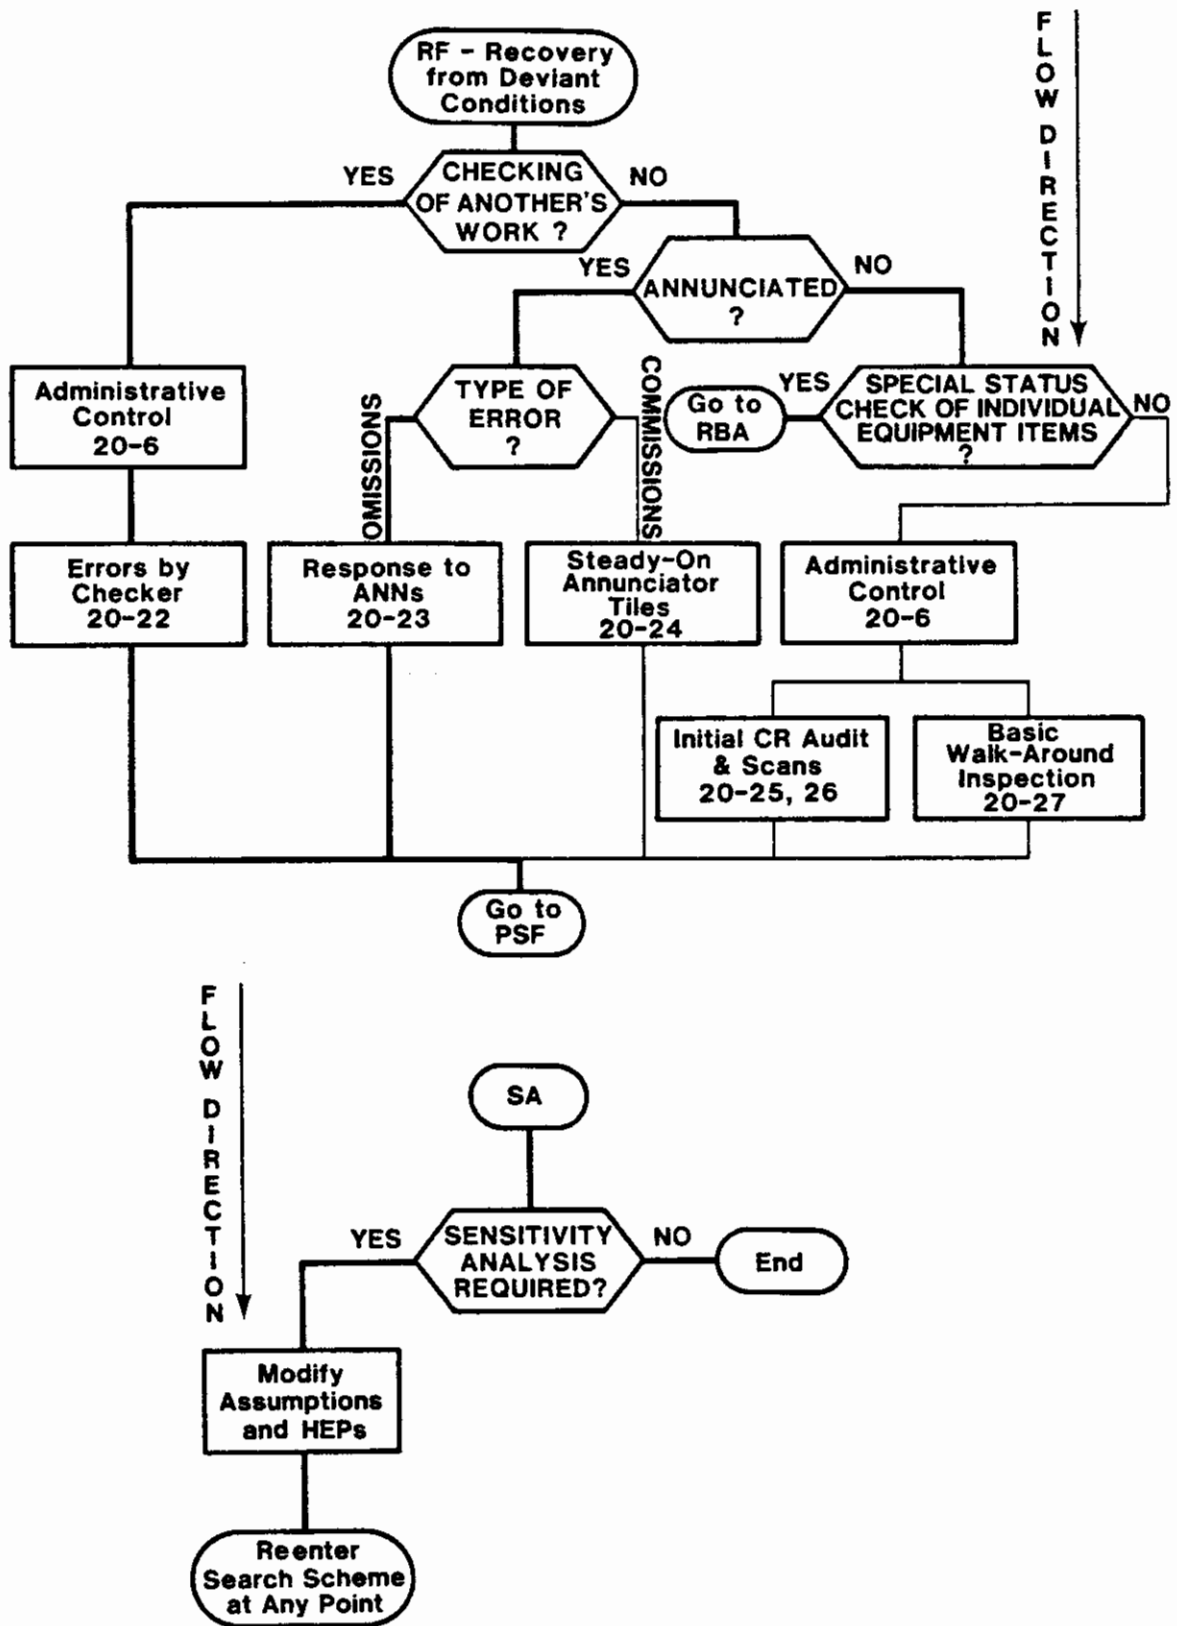 RF - Recovery
from Deviant
Conditions
FLOW DIRECTION
YES
CHECKING
OF ANOTHER'S
WORK ?
NO
YES
ANNUNCIATED
?
NO
Administrative
Control
20-6
OMISSIONS
TYPE OF
ERROR
?
COMMISSIONS
Go to
RBA
YES
SPECIAL STATUS
CHECK OF INDIVIDUAL
EQUIPMENT ITEMS
?
NO
Errors by
Checker
20-22
Response to
ANNs
20-23
Steady-On
Annunciator
Tiles
20-24
Administrative
Control
20-6
Initial CR Audit
& Scans
20-25, 26
Basic
Walk-Around
Inspection
20-27
Go to
PSF
FLOW DIRECTION
SA
YES
SENSITIVITY
ANALYSIS
REQUIRED?
NO
End
Modify
Assumptions
and HEPs
Reenter
Search Scheme
at Any Point